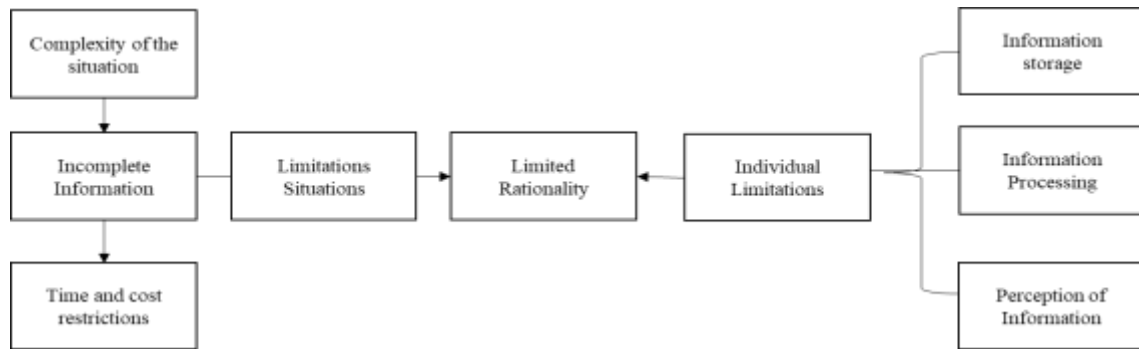 Complexity of the
situation
Incomplete
Information
Time and cost
restrictions
Limitations
Situations
Limited
Rationality
Individual
Limitations
Information
storage
Information
Processing
Perception of
Information